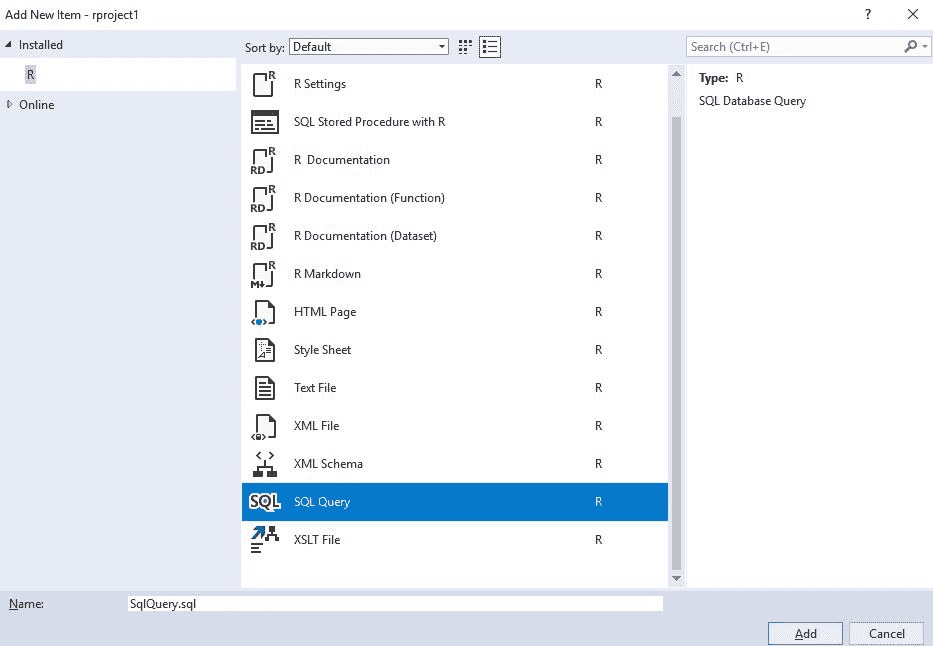 Add New Item - rproject1
?
Installed
R
Online
Sort by: Default
Search (Ctrl+E)
R Settings R
SQL Stored Procedure with R R
R Documentation R
R Documentation (Function) R
R Documentation (Dataset) R
R Markdown R
HTML Page R
Style Sheet R
Text File R
XML File R
XML Schema R
SQL SQL Query R
XSLT File R
Type: R
SQL Database Query
Name: SqlQuery.sql
Add Cancel